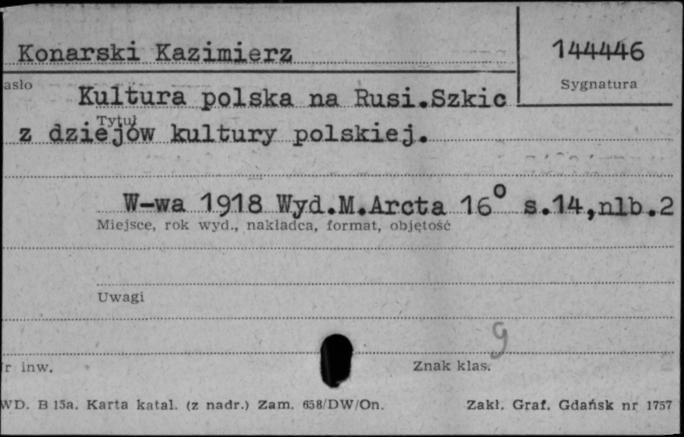 Konarski Kazimierz
144446
asło
Sygnatura
Kultura polska na Rusi.Szkic
Tytuł
z dziejów kultury polskiej.
W-wa 1918 Wyd.M.Arcta 16° s.14,nlb.2
Miejsce, rok wyd., nakładca, format, objętość
Uwagi
9
r inw.
Znak klas.
WD. B 15a. Karta katal. (z nadr.) Zam. 658/DW/On.
Zakł. Graf. Gdańsk nr 1757